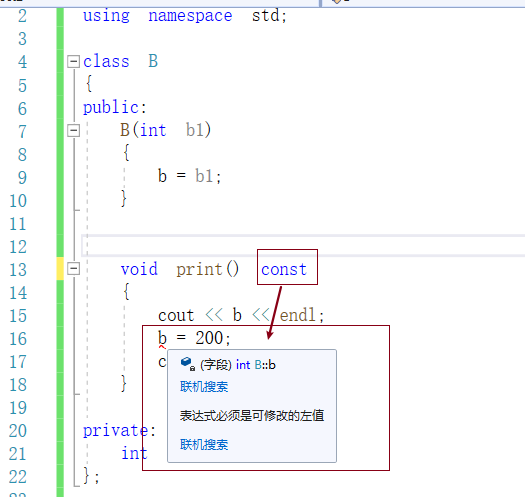 2 using namespace std;
3
4 class B
5 {
6 public:
7 B(int b1)
8 {
9 b = b1;
10 }
11
12
13 void print() const
14 {
15 cout << b << endl;
16 b = 200;
17 c
18 }
19
20 private:
21 int
22 };
(字段) int B::b
联机搜索
表达式必须是可修改的左值
联机搜索